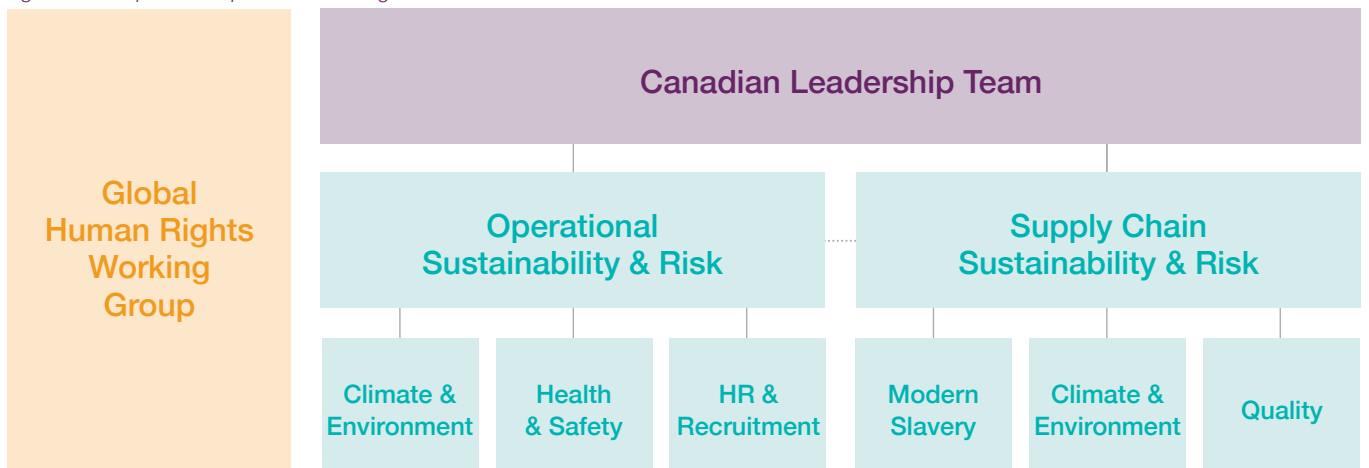 Global
Human Rights
Working
Group
Canadian Leadership Team
Operational
Sustainability & Risk
Supply Chain
Sustainability & Risk
Climate &
Environment
Health
& Safety
HR &
Recruitment
Modern
Slavery
Climate &
Environment
Quality